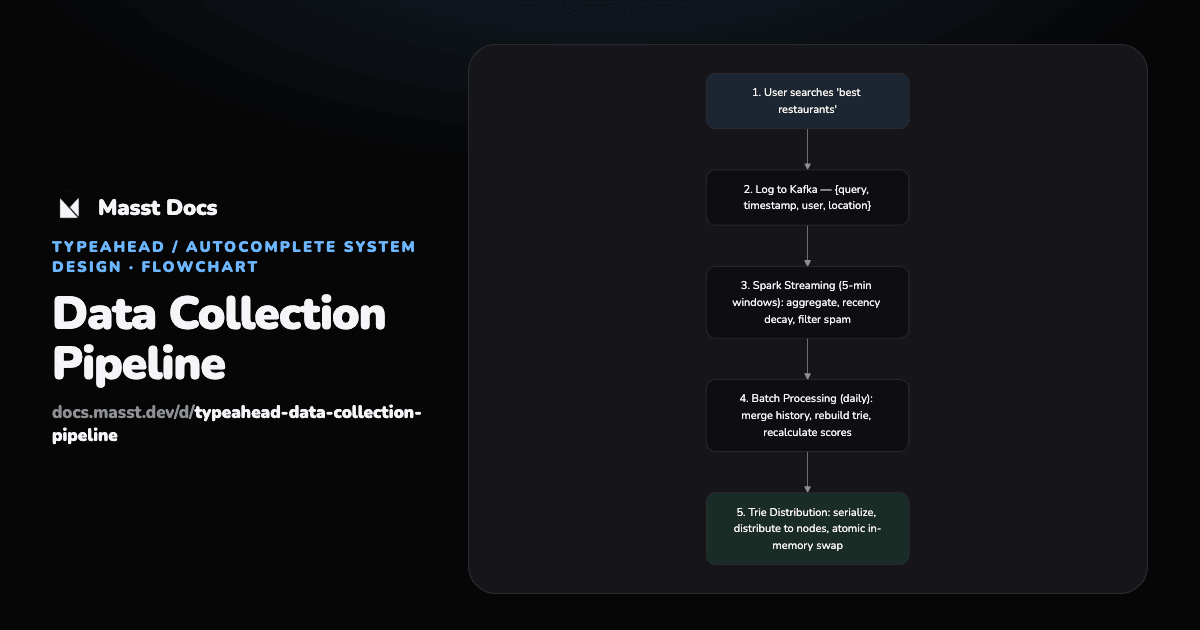 Masst Docs
TYPEAHEAD / AUTOCOMPLETE SYSTEM
DESIGN · FLOWCHART
Data Collection
Pipeline
docs.masst.dev/d/typeahead-data-collection-
pipeline
1. User searches 'best
restaurants'
2. Log to Kafka — {query,
timestamp, user, location}
3. Spark Streaming (5-min
windows): aggregate, recency
decay, filter spam
4. Batch Processing (daily):
merge history, rebuild trie,
recalculate scores
5. Trie Distribution: serialize,
distribute to nodes, atomic in-
memory swap